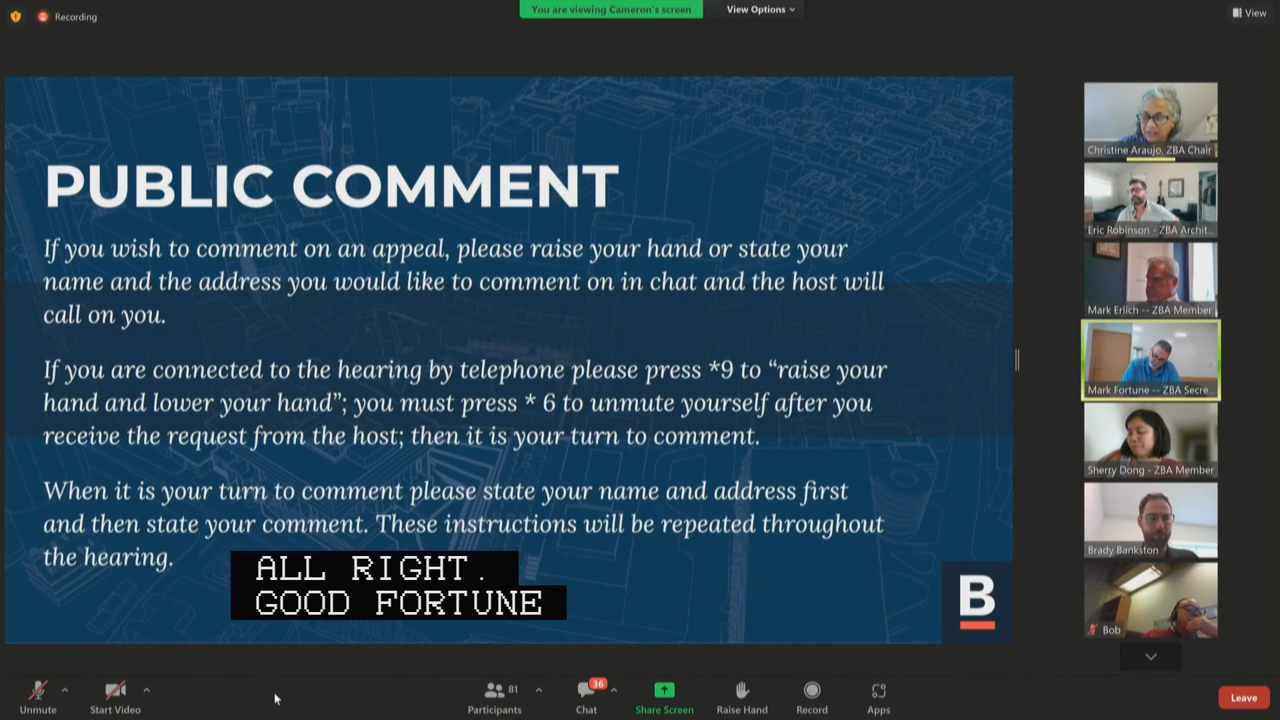 Recording
You are viewing Cameron's screen
View Options
View
PUBLIC COMMENT
If you wish to comment on an appeal, please raise your hand or state your
name and the address you would like to comment on in chat and the host will
call on you.
If you are connected to the hearing by telephone please press *9 to “raise your
hand and lower your hand”; you must press * 6 to unmute yourself after you
receive the request from the host; then it is your turn to comment.
When it is your turn to comment please state your name and address first
and then state your comment. These instructions will be repeated throughout
the hearing.
ALL RIGHT.
GOOD FORTUNE
B
Christine Araujo, ZBA Chair
Eric Robinson - ZBA Archit...
Mark Erlich -- ZBA Member
Mark Fortune -- ZBA Secre...
Sherry Dong - ZBA Member
Brady Bankston
Bob
Unmute
Start Video
Participants
81
Chat
36
Share Screen
Raise Hand
Record
Apps
Leave